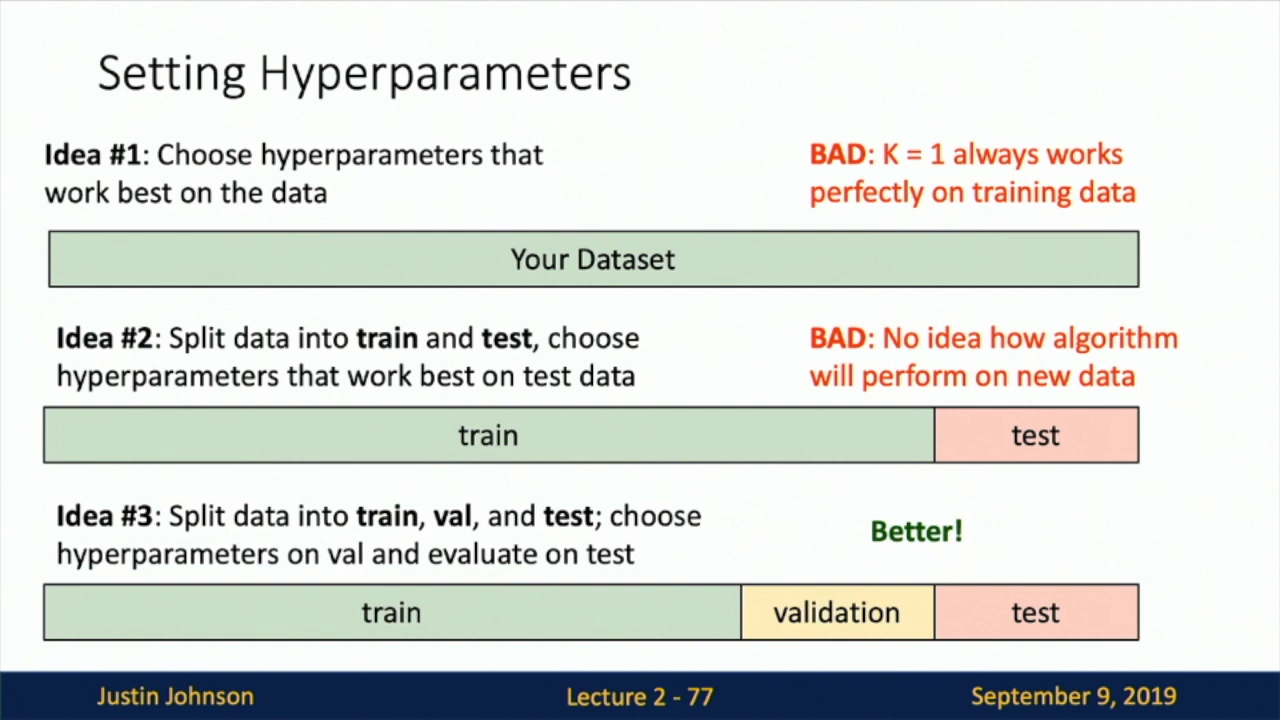 Setting Hyperparameters
Idea #1: Choose hyperparameters that
work best on the data
BAD: K = 1 always works
perfectly on training data
Your Dataset
Idea #2: Split data into train and test, choose
hyperparameters that work best on test data
BAD: No idea how algorithm
will perform on new data
train
test
Idea #3: Split data into train, val, and test; choose
hyperparameters on val and evaluate on test
Better!
train
validation
test
Justin Johnson
Lecture 2 - 77
September 9, 2019